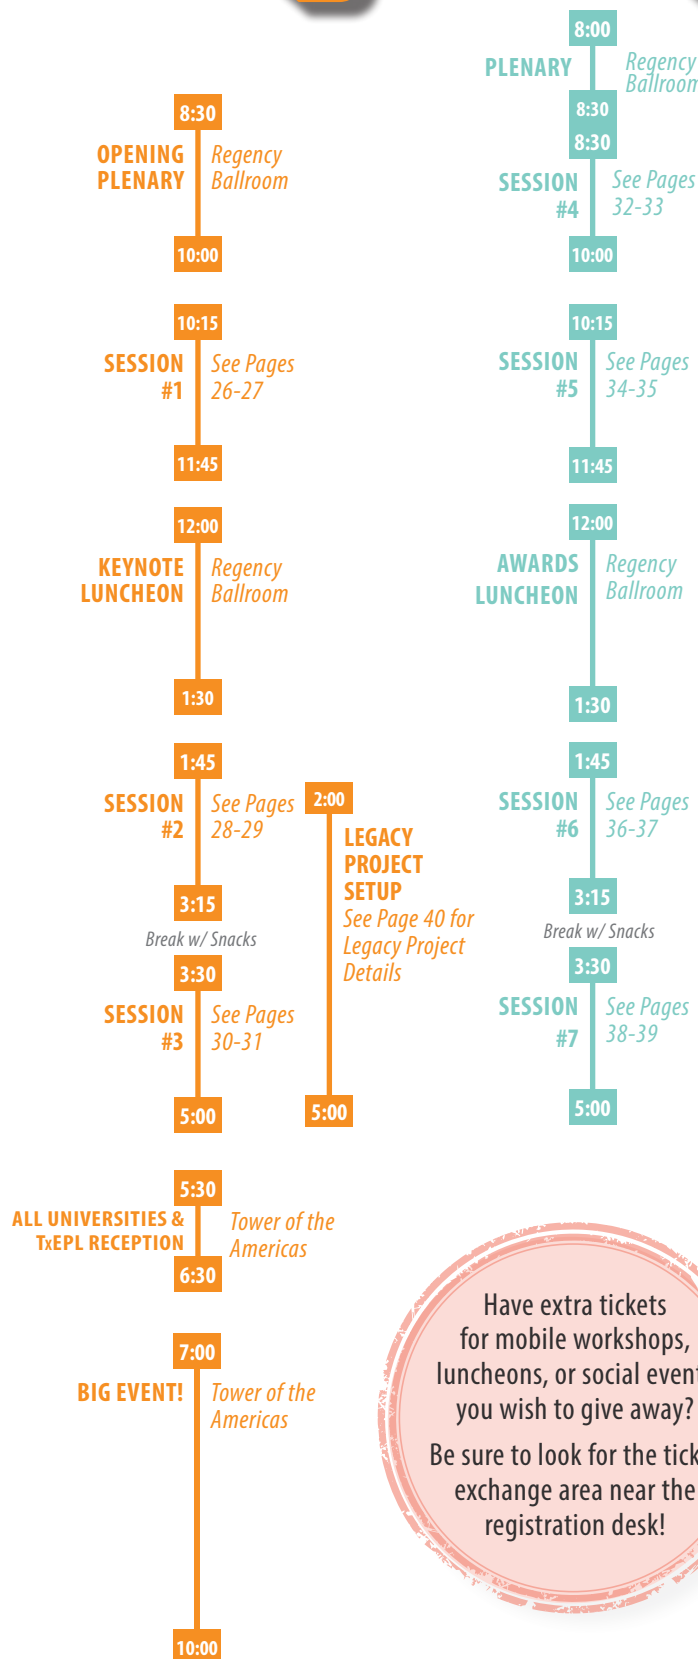 8:30
OPENING
PLENARY
Regency
Ballroom
10:00
10:15
SESSION
#1
See Pages
26-27
11:45
12:00
KEYNOTE
LUNCHEON
Regency
Ballroom
1:30
1:45
SESSION
#2
See Pages
28-29
3:15
Break w/ Snacks
3:30
SESSION
#3
See Pages
30-31
5:00
2:00
LEGACY
PROJECT
SETUP
See Page 40 for
Legacy Project
Details
5:00
5:30
ALL UNIVERSITIES &
TxEPL RECEPTION
Tower of the
Americas
6:30
7:00
BIG EVENT!
Tower of the
Americas
10:00
8:00
PLENARY
Regency
Ballroom
8:30
8:30
SESSION
#4
See Pages
32-33
10:00
10:15
SESSION
#5
See Pages
34-35
11:45
12:00
AWARDS
LUNCHEON
Regency
Ballroom
1:30
1:45
SESSION
#6
See Pages
36-37
3:15
Break w/ Snacks
3:30
SESSION
#7
See Pages
38-39
5:00
Have extra tickets
for mobile workshops,
luncheons, or social event
you wish to give away?
Be sure to look for the tick
exchange area near the
registration desk!